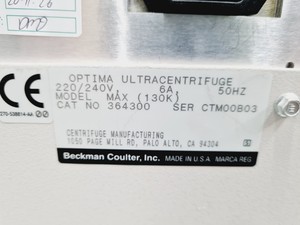 OPTIMA ULTRACENTRIFUGE
220/240V, 6A, 50HZ
MODEL MAX (130K)
CAT NO 364300 SER CTM00B03
CENTRIFUGE MANUFACTURING
1050 PAGE MILL RD, PALO ALTO, CA 94304
Beckman Coulter, Inc. MADE IN U.S.A. MARCA REG.